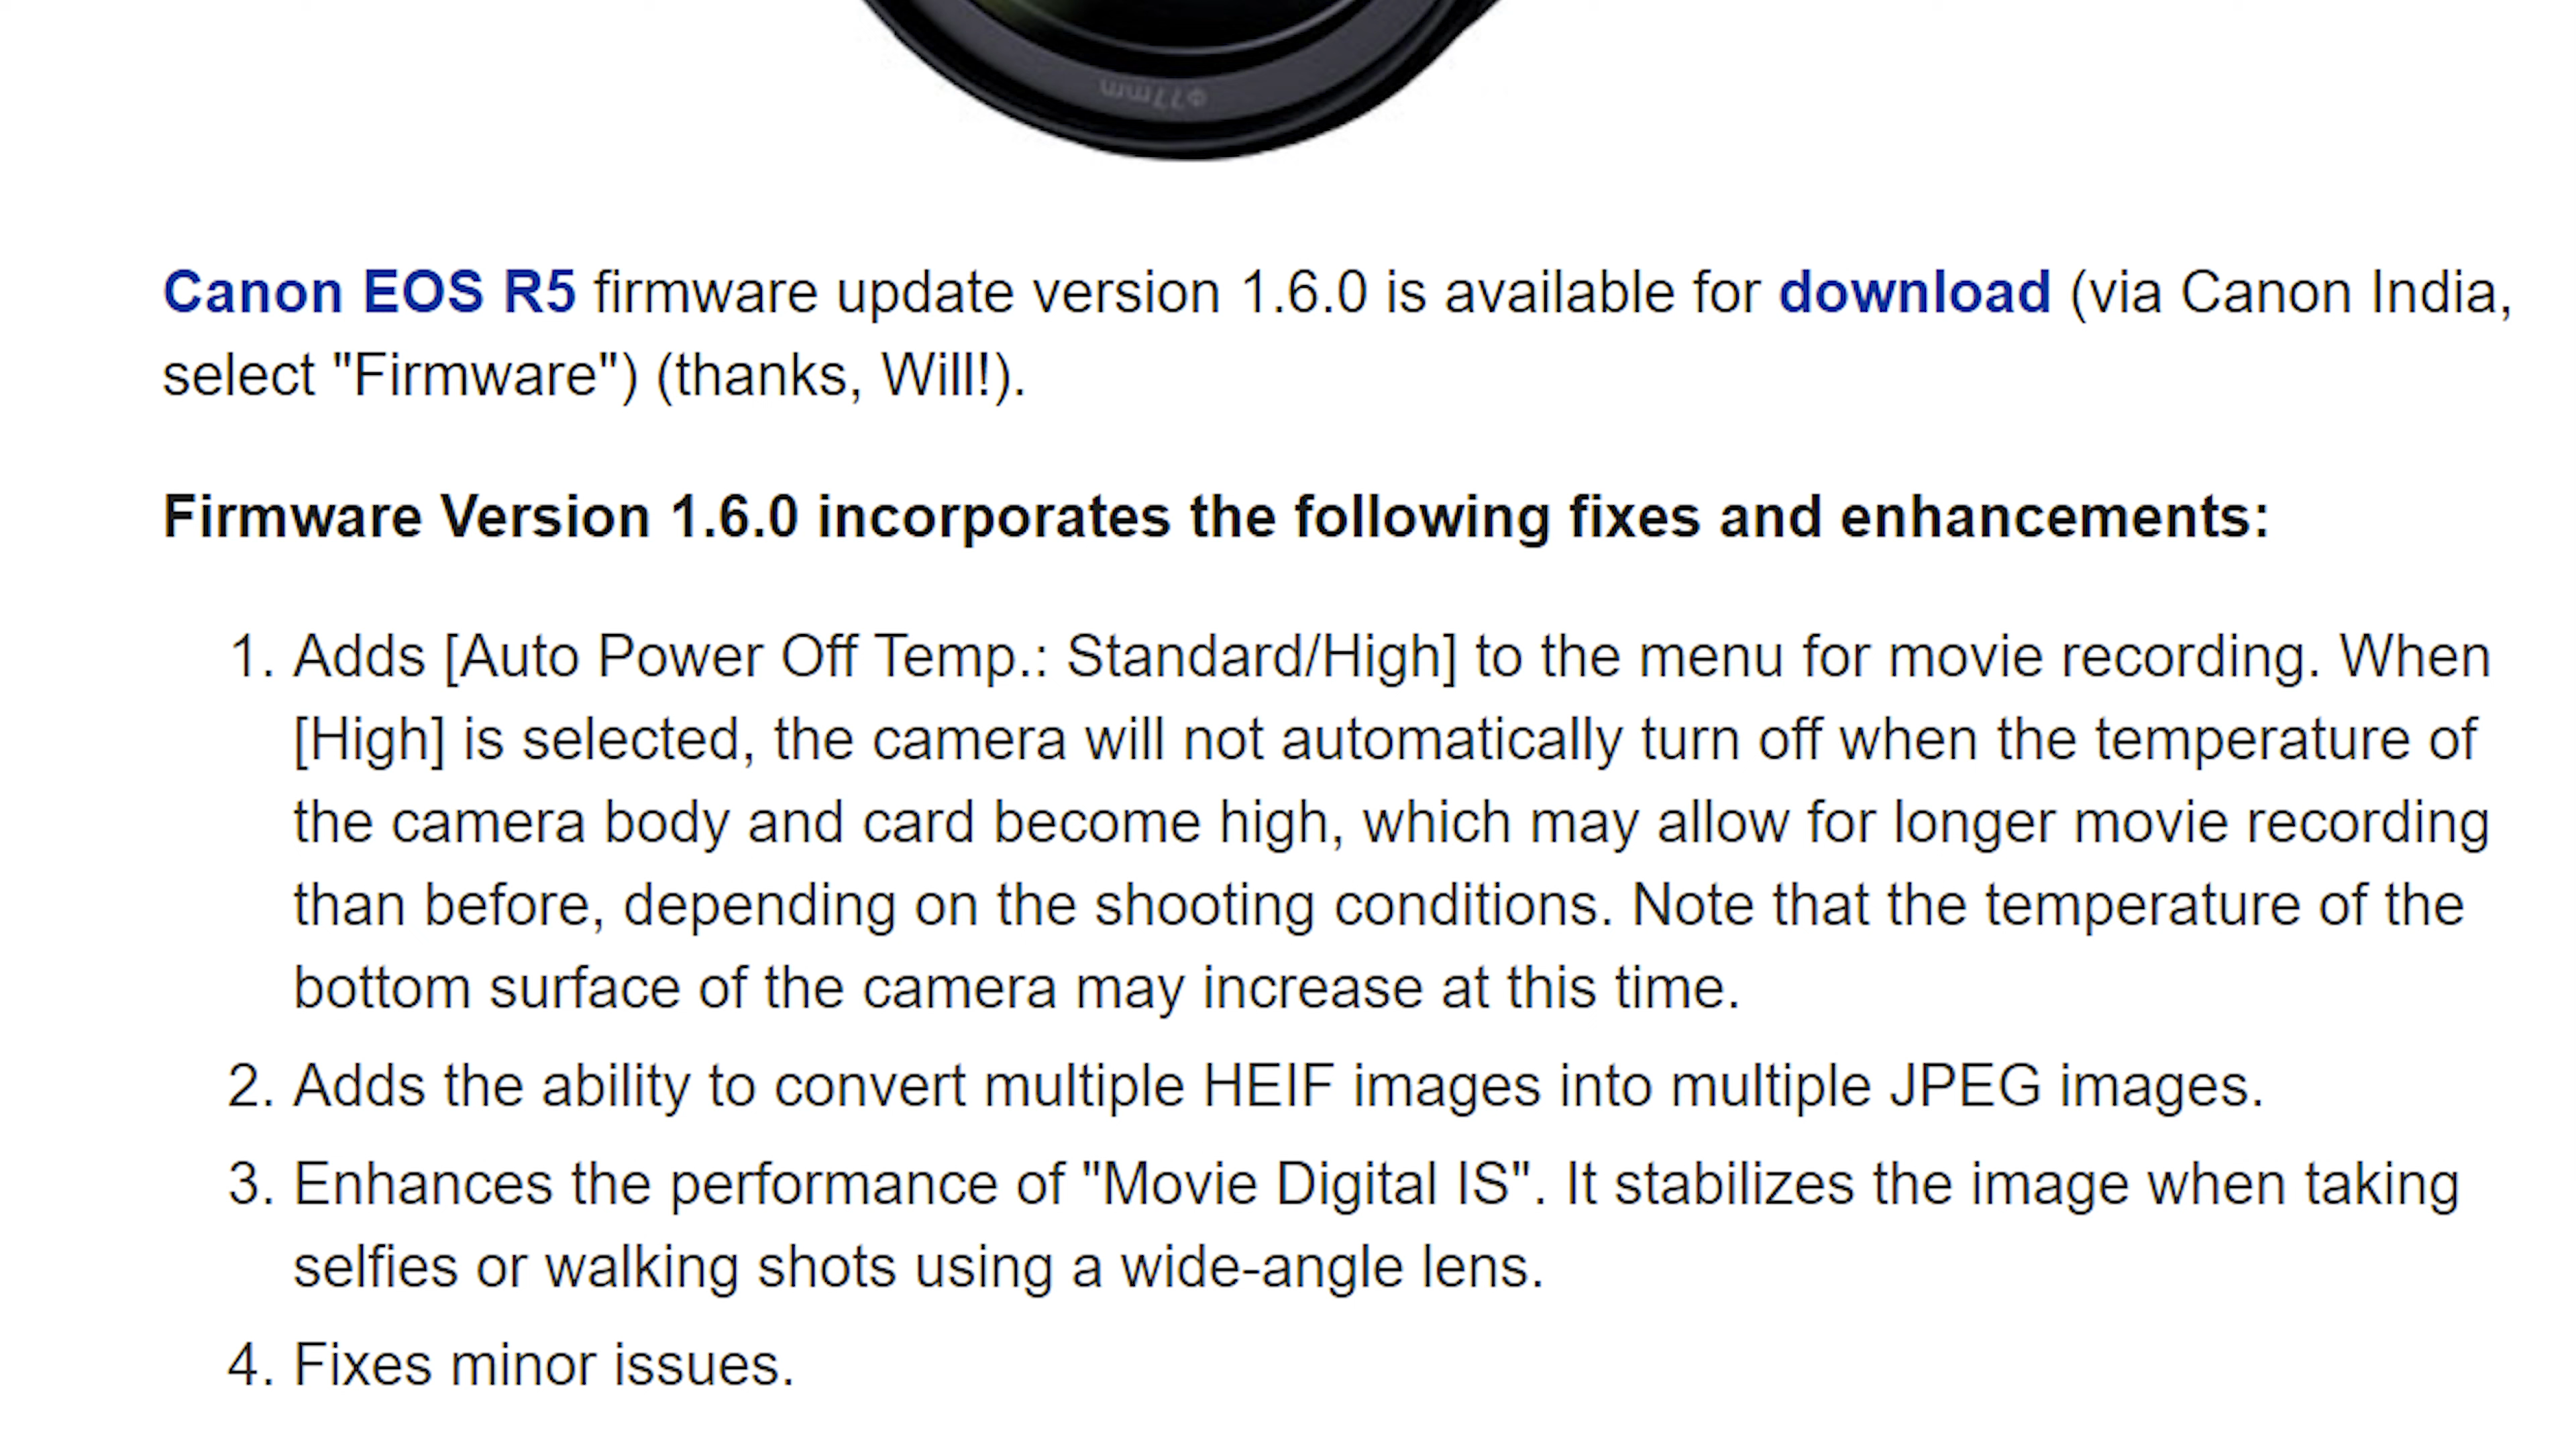 φ77mm
Canon EOS R5 firmware update version 1.6.0 is available for download (via Canon India,
select "Firmware") (thanks, Will!).
Firmware Version 1.6.0 incorporates the following fixes and enhancements:
1. Adds [Auto Power Off Temp.: Standard/High] to the menu for movie recording. When
[High] is selected, the camera will not automatically turn off when the temperature of
the camera body and card become high, which may allow for longer movie recording
than before, depending on the shooting conditions. Note that the temperature of the
bottom surface of the camera may increase at this time.
2. Adds the ability to convert multiple HEIF images into multiple JPEG images.
3. Enhances the performance of "Movie Digital IS". It stabilizes the image when taking
selfies or walking shots using a wide-angle lens.
4. Fixes minor issues.